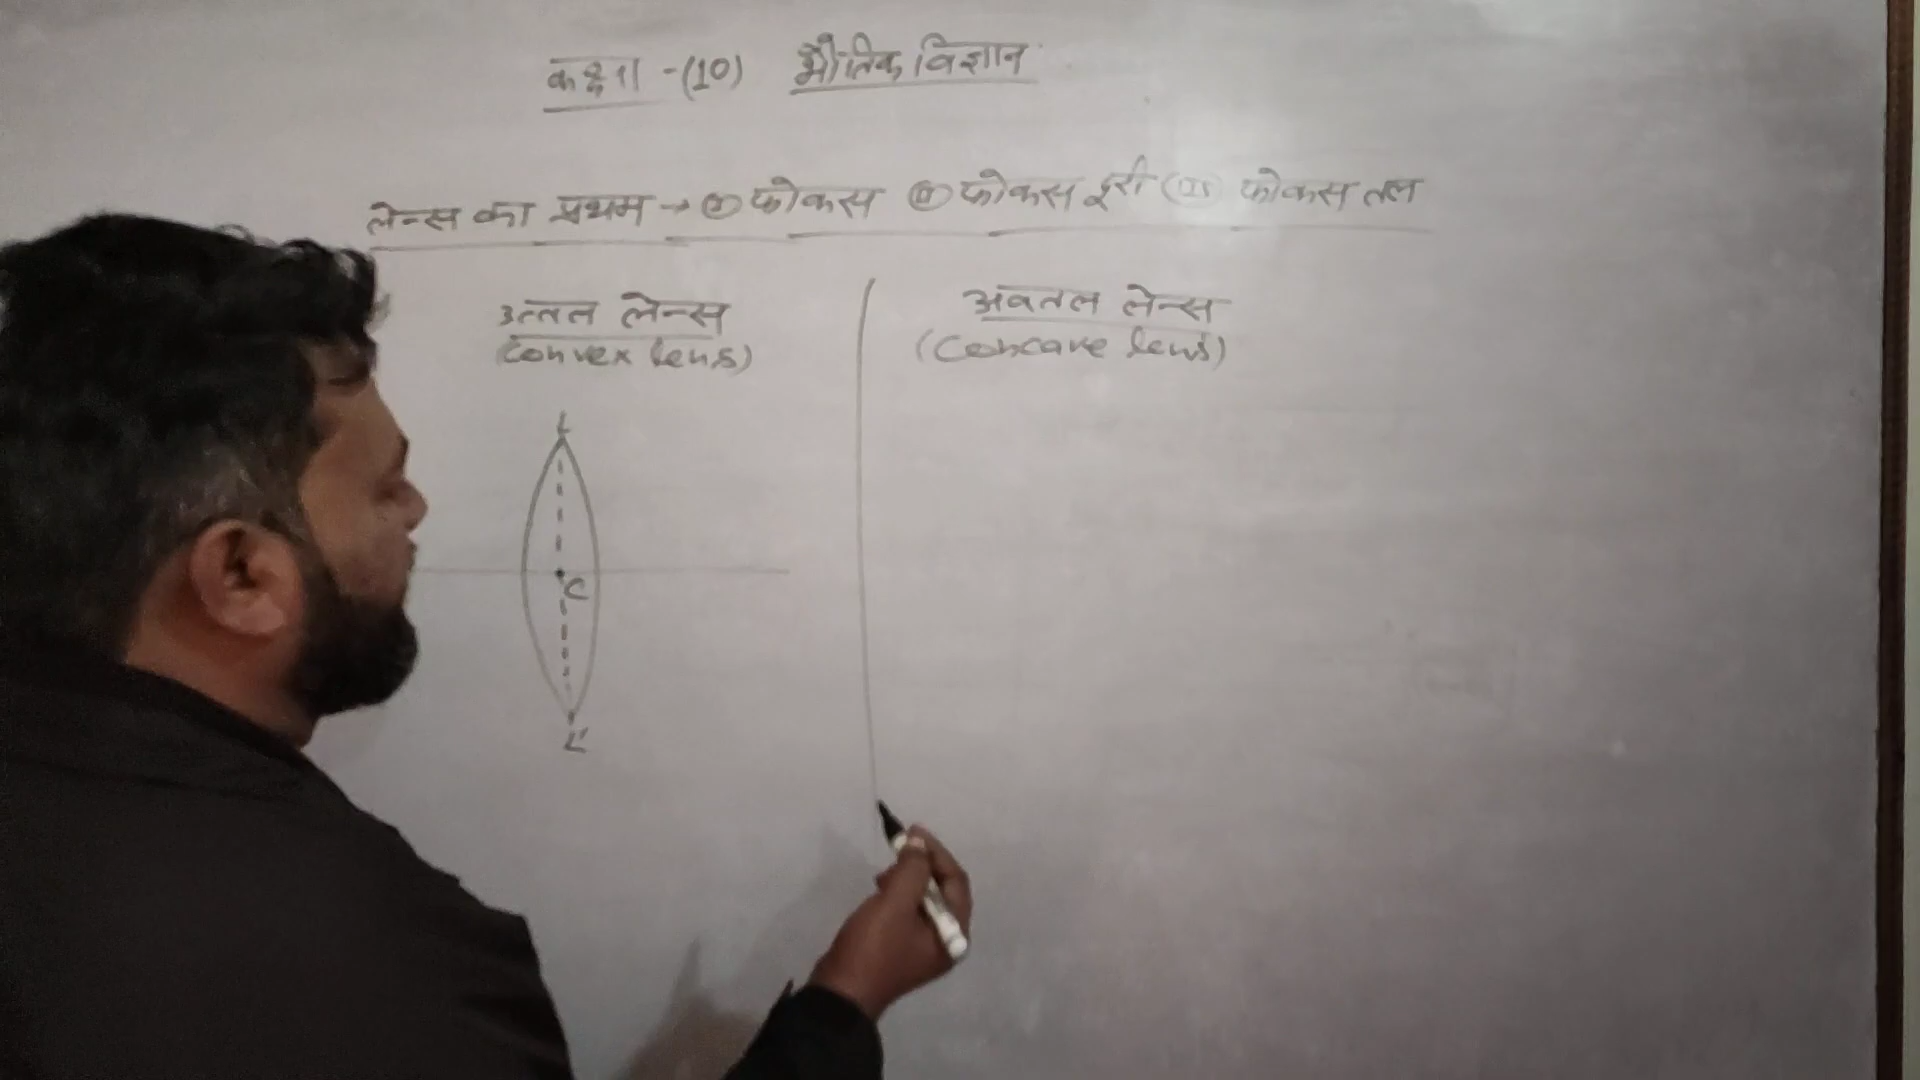 कक्षा -(10) भौतिक विज्ञान
लेन्स का प्रथम → (I) फोकस (II) फोकस दूरी (III) फोकस तल
उत्तल लेन्स
(Convex lens)
अवतल लेन्स
(Concave lens)
L
C
L'